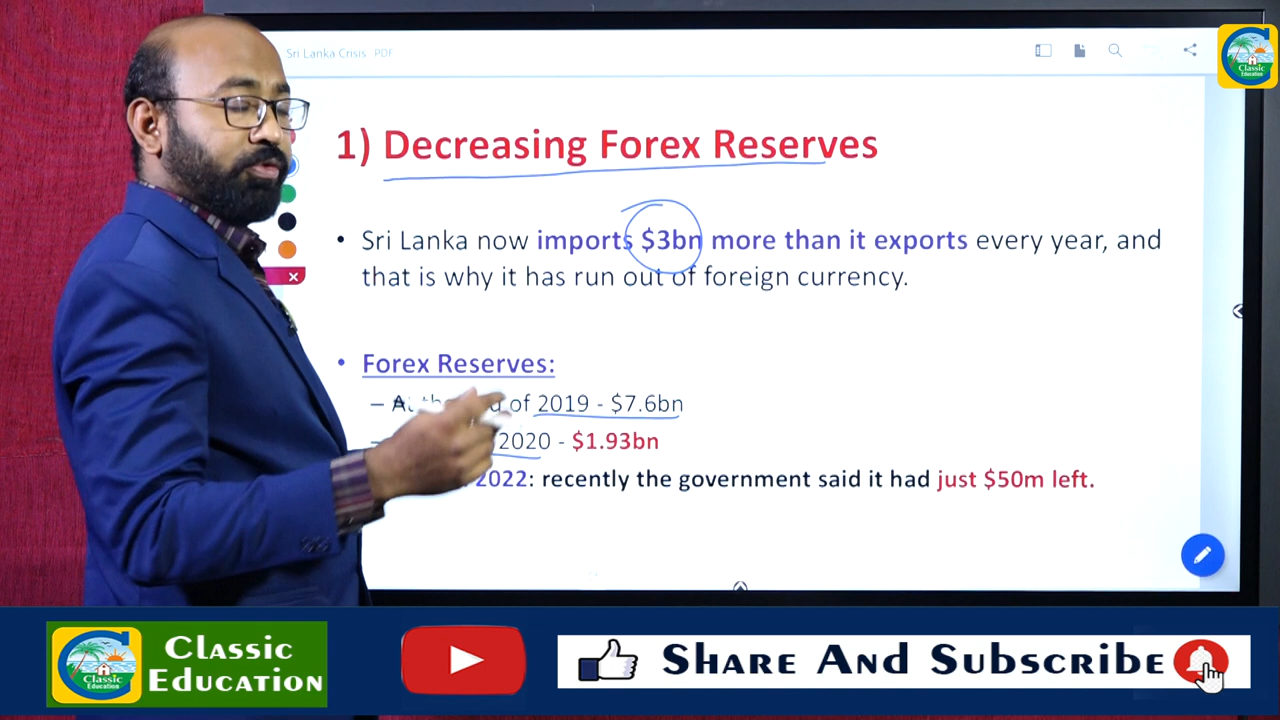 Sri Lanka Crisis PDF
Classic
Education
1) Decreasing Forex Reserves
• Sri Lanka now imports $3bn more than it exports every year, and
that is why it has run out of foreign currency.
• Forex Reserves:
– of 2019 - $7.6bn
2020 - $1.93bn
2022: recently the government said it had just $50m left.
Classic
Education
Classic
Education
Share And Subscribe